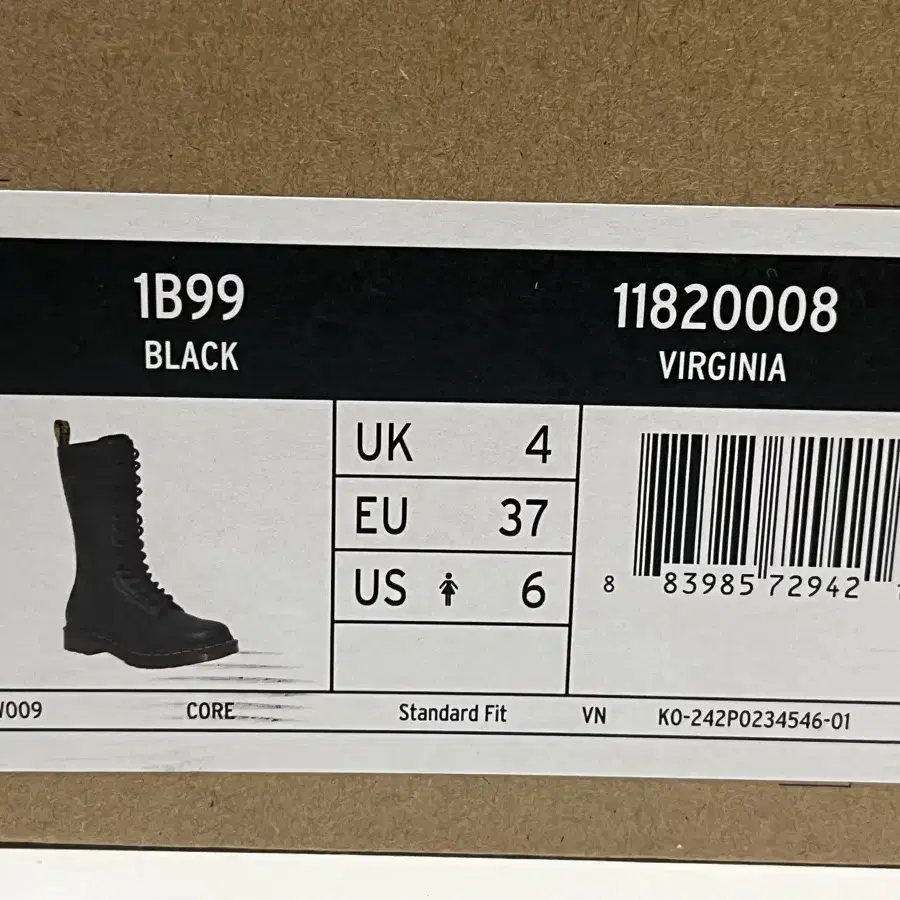 1B99
BLACK
11820008
VIRGINIA
UK 4
EU 37
US 6
8 83985 72942
W009 CORE Standard Fit VN KO-242P0234546-01